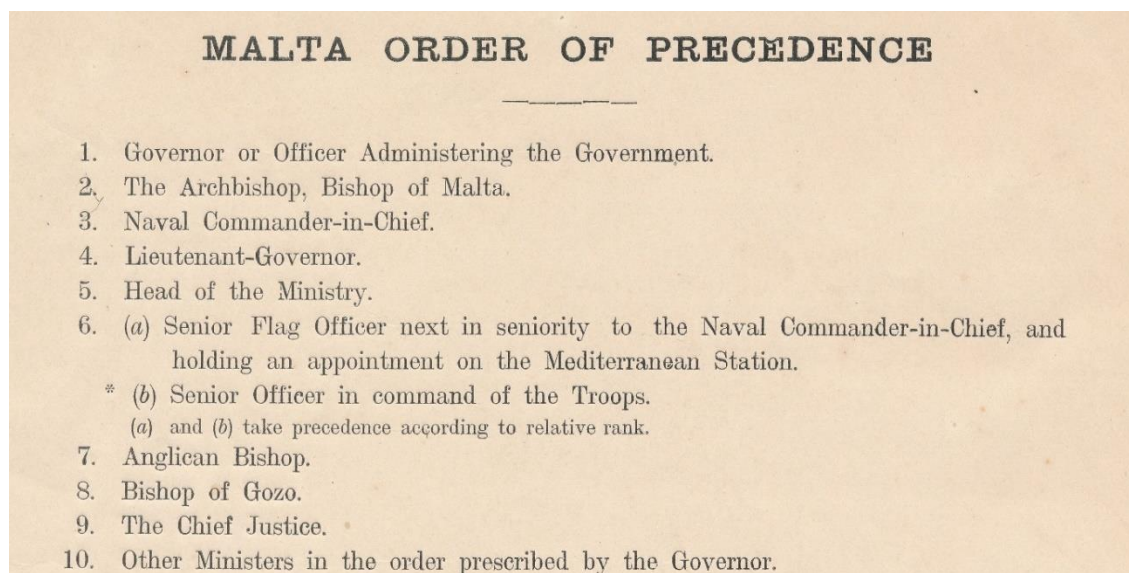 MALTA ORDER OF PRECEDENCE
1. Governor or Officer Administering the Government.
2. The Archbishop, Bishop of Malta.
3. Naval Commander-in-Chief.
4. Lieutenant-Governor.
5. Head of the Ministry.
6. (a) Senior Flag Officer next in seniority to the Naval Commander-in-Chief, and
holding an appointment on the Mediterranean Station.
* (b) Senior Officer in command of the Troops.
(a) and (b) take precedence according to relative rank.
7. Anglican Bishop.
8. Bishop of Gozo.
9. The Chief Justice.
10. Other Ministers in the order prescribed by the Governor.